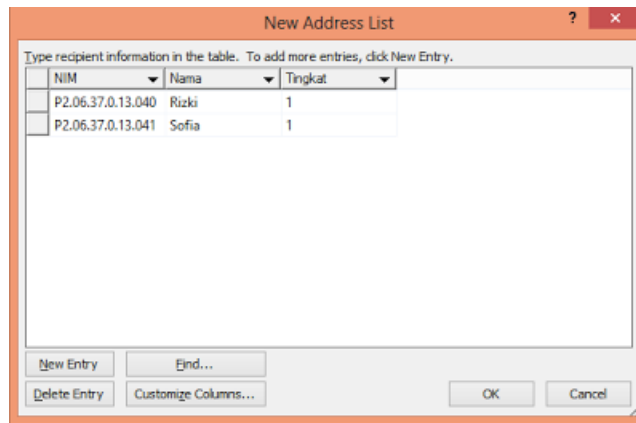 New Address List
? ×
Type recipient information in the table. To add more entries, click New Entry.
NIM Nama Tingkat
P2.06.37.0.13.040 Rizki 1
P2.06.37.0.13.041 Sofia 1
New Entry Find...
Delete Entry Customize Columns... OK Cancel